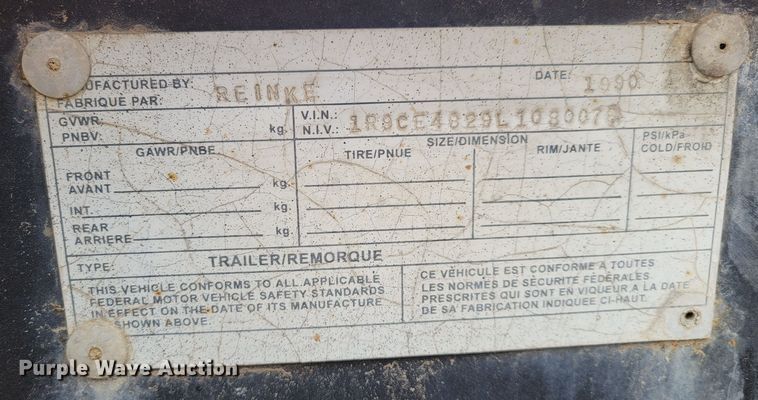 MANUFACTURED BY:
FABRIQUE PAR: REINKE DATE: 1990
GVWR
PNBV: kg.
V.I.N.:
N.I.V.:
GAWR/PNBE
SIZE/DIMENSION
TIRE/PNUE RIM/JANTE
PSI/kPa
COLD/FROID
FRONT
AVANT kg.
INT. kg.
REAR
ARRIERE kg.
TYPE: TRAILER/REMORQUE
THIS VEHICLE CONFORMS TO ALL APPLICABLE
FEDERAL MOTOR VEHICLE SAFETY STANDARDS
IN EFFECT ON THE DATE OF ITS MANUFACTURE
SHOWN ABOVE.
CE VÉHICULE EST CONFORME A TOUTES
LES NORMES DE SÉCURITE FÉDÉRALES
PRESCRITES QUI SONT EN VIGUEUR A LA DATE
DE SA FABRICATION INDIQUEE CI-HAUT.
Purple Wave Auction